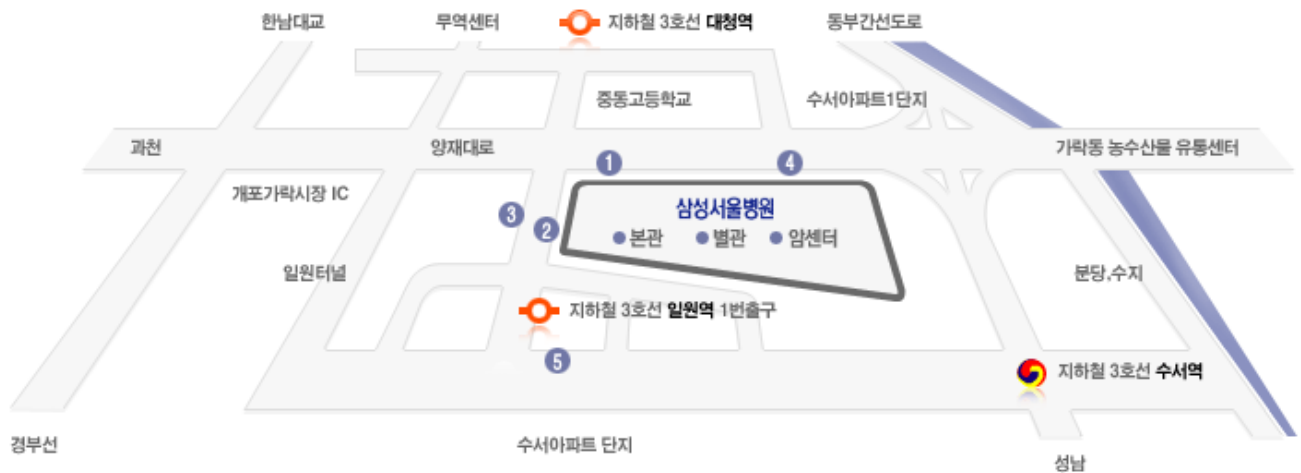 한남대교
무역센터
지하철 3호선 대청역
동부간선도로
중동고등학교
수서아파트1단지
과천
양재대로
가락동 농수산물 유통센터
1
4
개포가락시장 IC
삼성서울병원
3
2
본관
별관
암센터
일원터널
분당,수지
지하철 3호선 일원역 1번출구
5
지하철 3호선 수서역
경부선
수서아파트 단지
성남